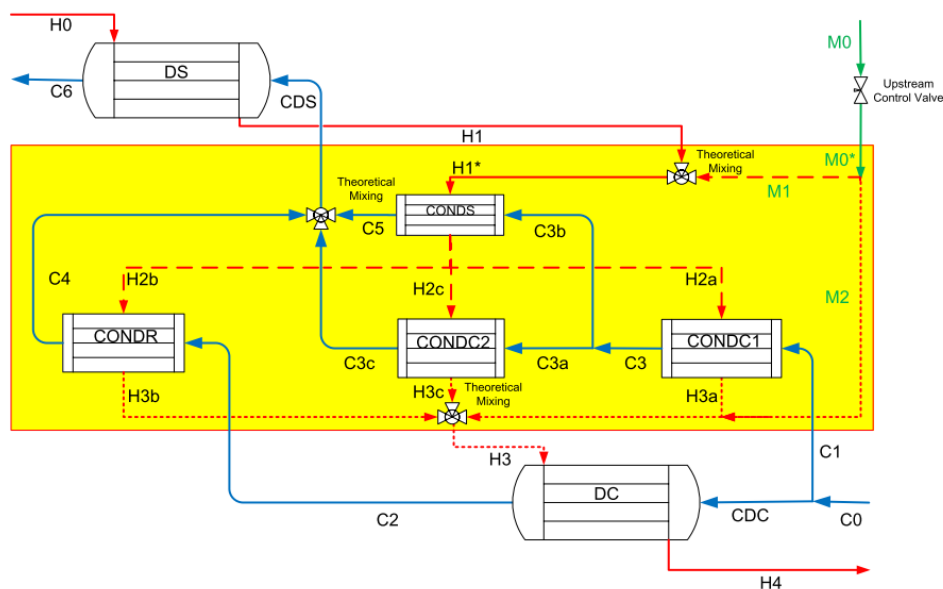 H0
M0
DS
Upstream
Control Valve
C6
CDS
H1
Theoretical
Mixing
M0*
H1*
Theoretical
Mixing
M1
CONDS
C5
C3b
C4
H2b
H2c
H2a
M2
CONDR
CONDC2
CONDC1
C3c
C3a
C3
H3b
H3c
Theoretical
Mixing
H3a
H3
C1
DC
C2
CDC
C0
H4